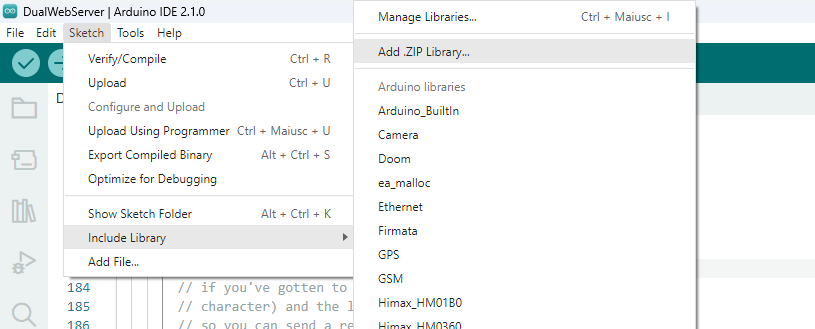 DualWebServer | Arduino IDE 2.1.0
File Edit Sketch Tools Help
Verify/Compile Ctrl + R
Upload Ctrl + U
Configure and Upload
Upload Using Programmer Ctrl + Maiusc + U
Export Compiled Binary Alt + Ctrl + S
Optimize for Debugging
Show Sketch Folder Alt + Ctrl + K
Include Library
Add File...
Manage Libraries... Ctrl + Maiusc + I
Add .ZIP Library...
Arduino libraries
Arduino_BuiltIn
Camera
Doom
ea_malloc
Ethernet
Firmata
GPS
GSM
Himax_HM01B0
Himax_HM0360
184 // if you've gotten to
185 // character) and the l
186 // so you can send a re